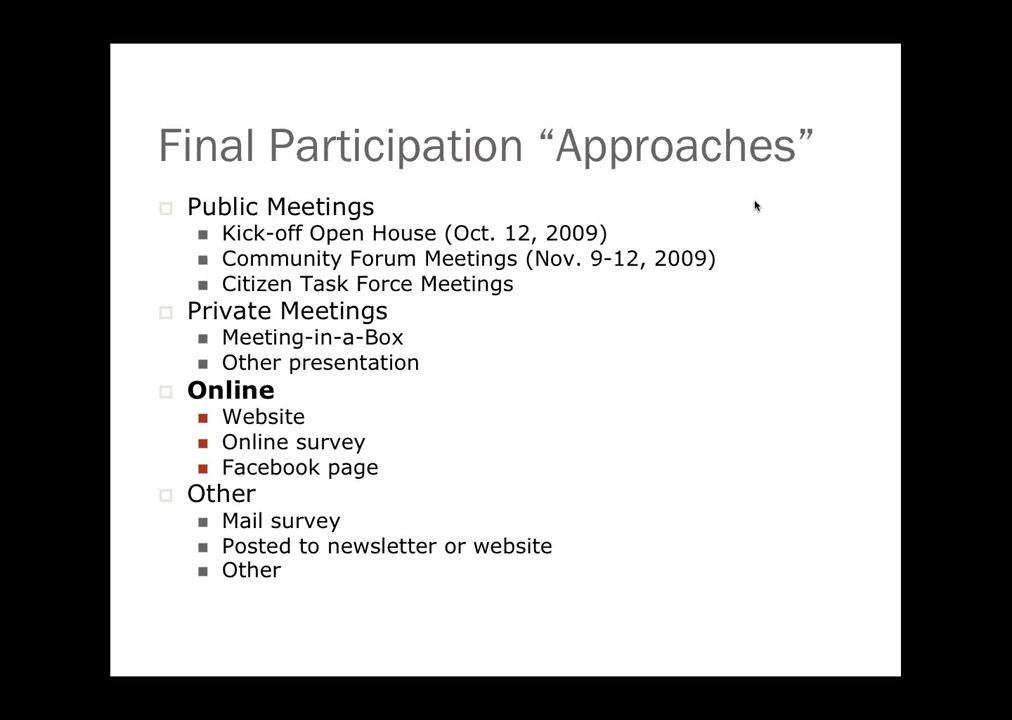 Final Participation “Approaches”
Public Meetings
Kick-off Open House (Oct. 12, 2009)
Community Forum Meetings (Nov. 9-12, 2009)
Citizen Task Force Meetings
Private Meetings
Meeting-in-a-Box
Other presentation
Online
Website
Online survey
Facebook page
Other
Mail survey
Posted to newsletter or website
Other